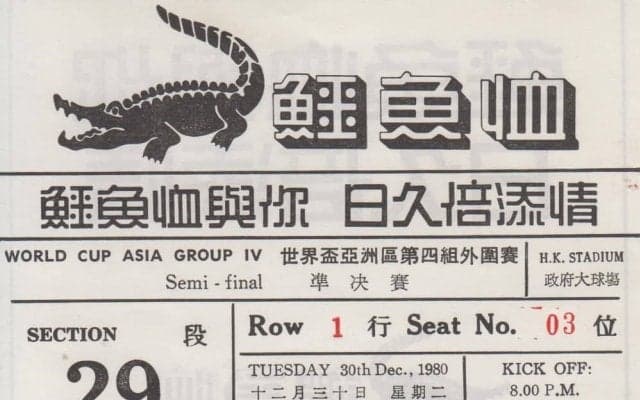 鱷魚恤
鱷魚恤與你 日久倍添情
WORLD CUP ASIA GROUP IV 世界盃亞洲區第四組外圍賽
Semi-final 準決賽
H.K. STADIUM
政府大球場
SECTION 段
29
Row 1 行 Seat No. 03 位
TUESDAY 30th Dec., 1980
十二月三十日 星期二
KICK OFF:
8.00 P.M.